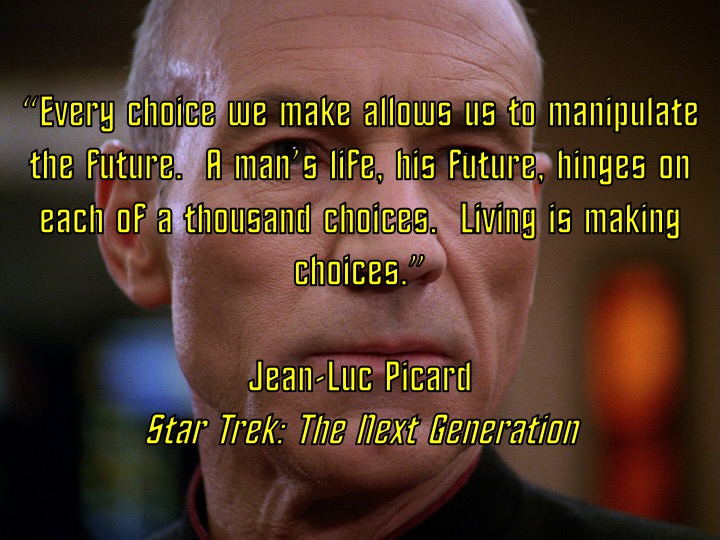 “Every choice we make allows us to manipulate
the future.  A man’s life, his future, hinges on
each of a thousand choices.  Living is making
choices.”
Jean-Luc Picard
Star Trek: The Next Generation